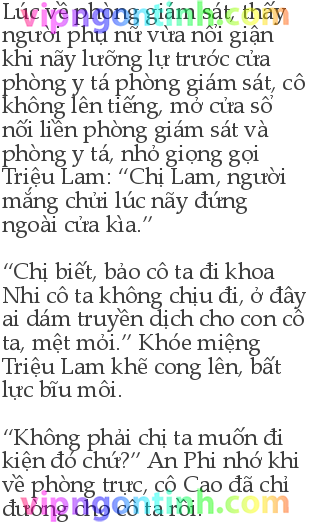 Lúc về phòng giám sát, thấy
người phụ nữ vừa nổi giận
khi nãy lưỡng lự trước cửa
phòng y tá phòng giám sát, cô
không lên tiếng, mở cửa sổ
nối liền phòng giám sát và
phòng y tá, nhỏ giọng gọi
Triệu Lam: “Chị Lam, người
mắng chửi lúc nãy đứng
ngoài cửa kìa.”
“Chị biết, bảo cô ta đi khoa
Nhi cô ta không chịu đi, ở đây
ai dám truyền dịch cho con cô
ta, mệt mỏi.” Khóe miệng
Triệu Lam khẽ cong lên, bất
lực bĩu môi.
“Không phải chị ta muốn đi
kiện đó chứ?” An Phi nhớ khi
về phòng trực, cô Cao đã chỉ
đường cho cô ta rồi.
vipngontinh.com
vipngontinh.com